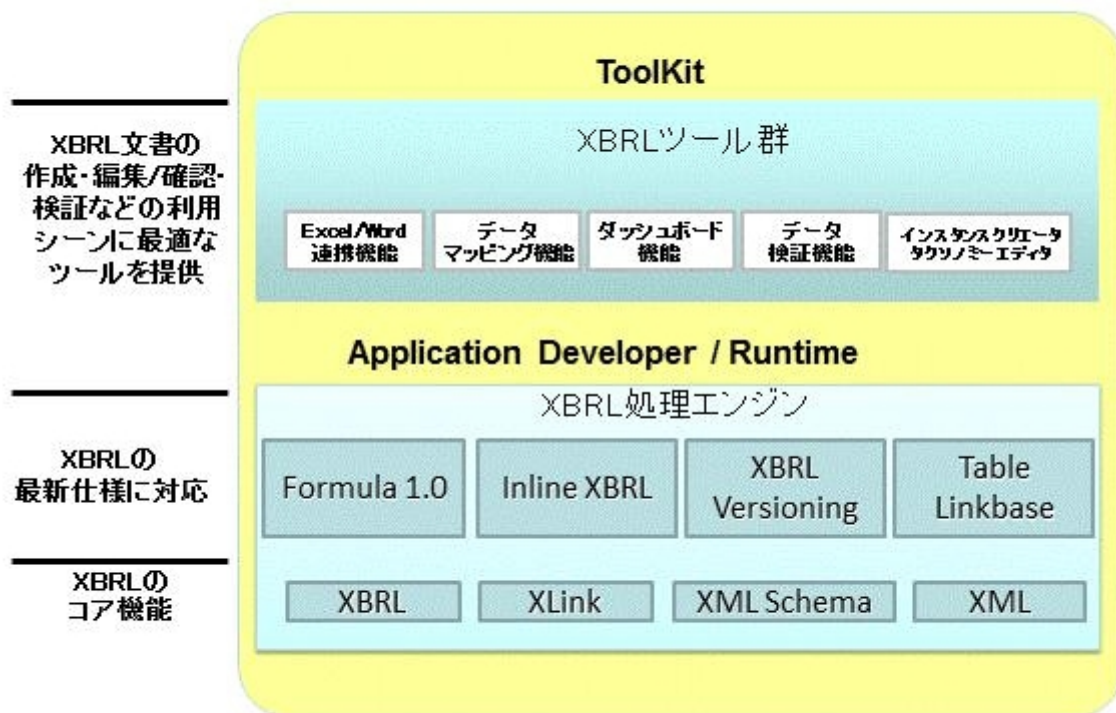 ToolKit
XBRL文書の
作成・編集/確認・
検証などの利用
シーンに最適な
ツールを提供
XBRLツール群
Excel/Word
連携機能
データ
マッピング機能
ダッシュボード
機能
データ
検証機能
インスタンスクリエータ
タクソノミーエディタ
Application Developer / Runtime
XBRL処理エンジン
XBRLの
最新仕様に対応
Formula 1.0
Inline XBRL
XBRL
Versioning
Table
Linkbase
XBRLの
コア機能
XBRL
XLink
XML Schema
XML